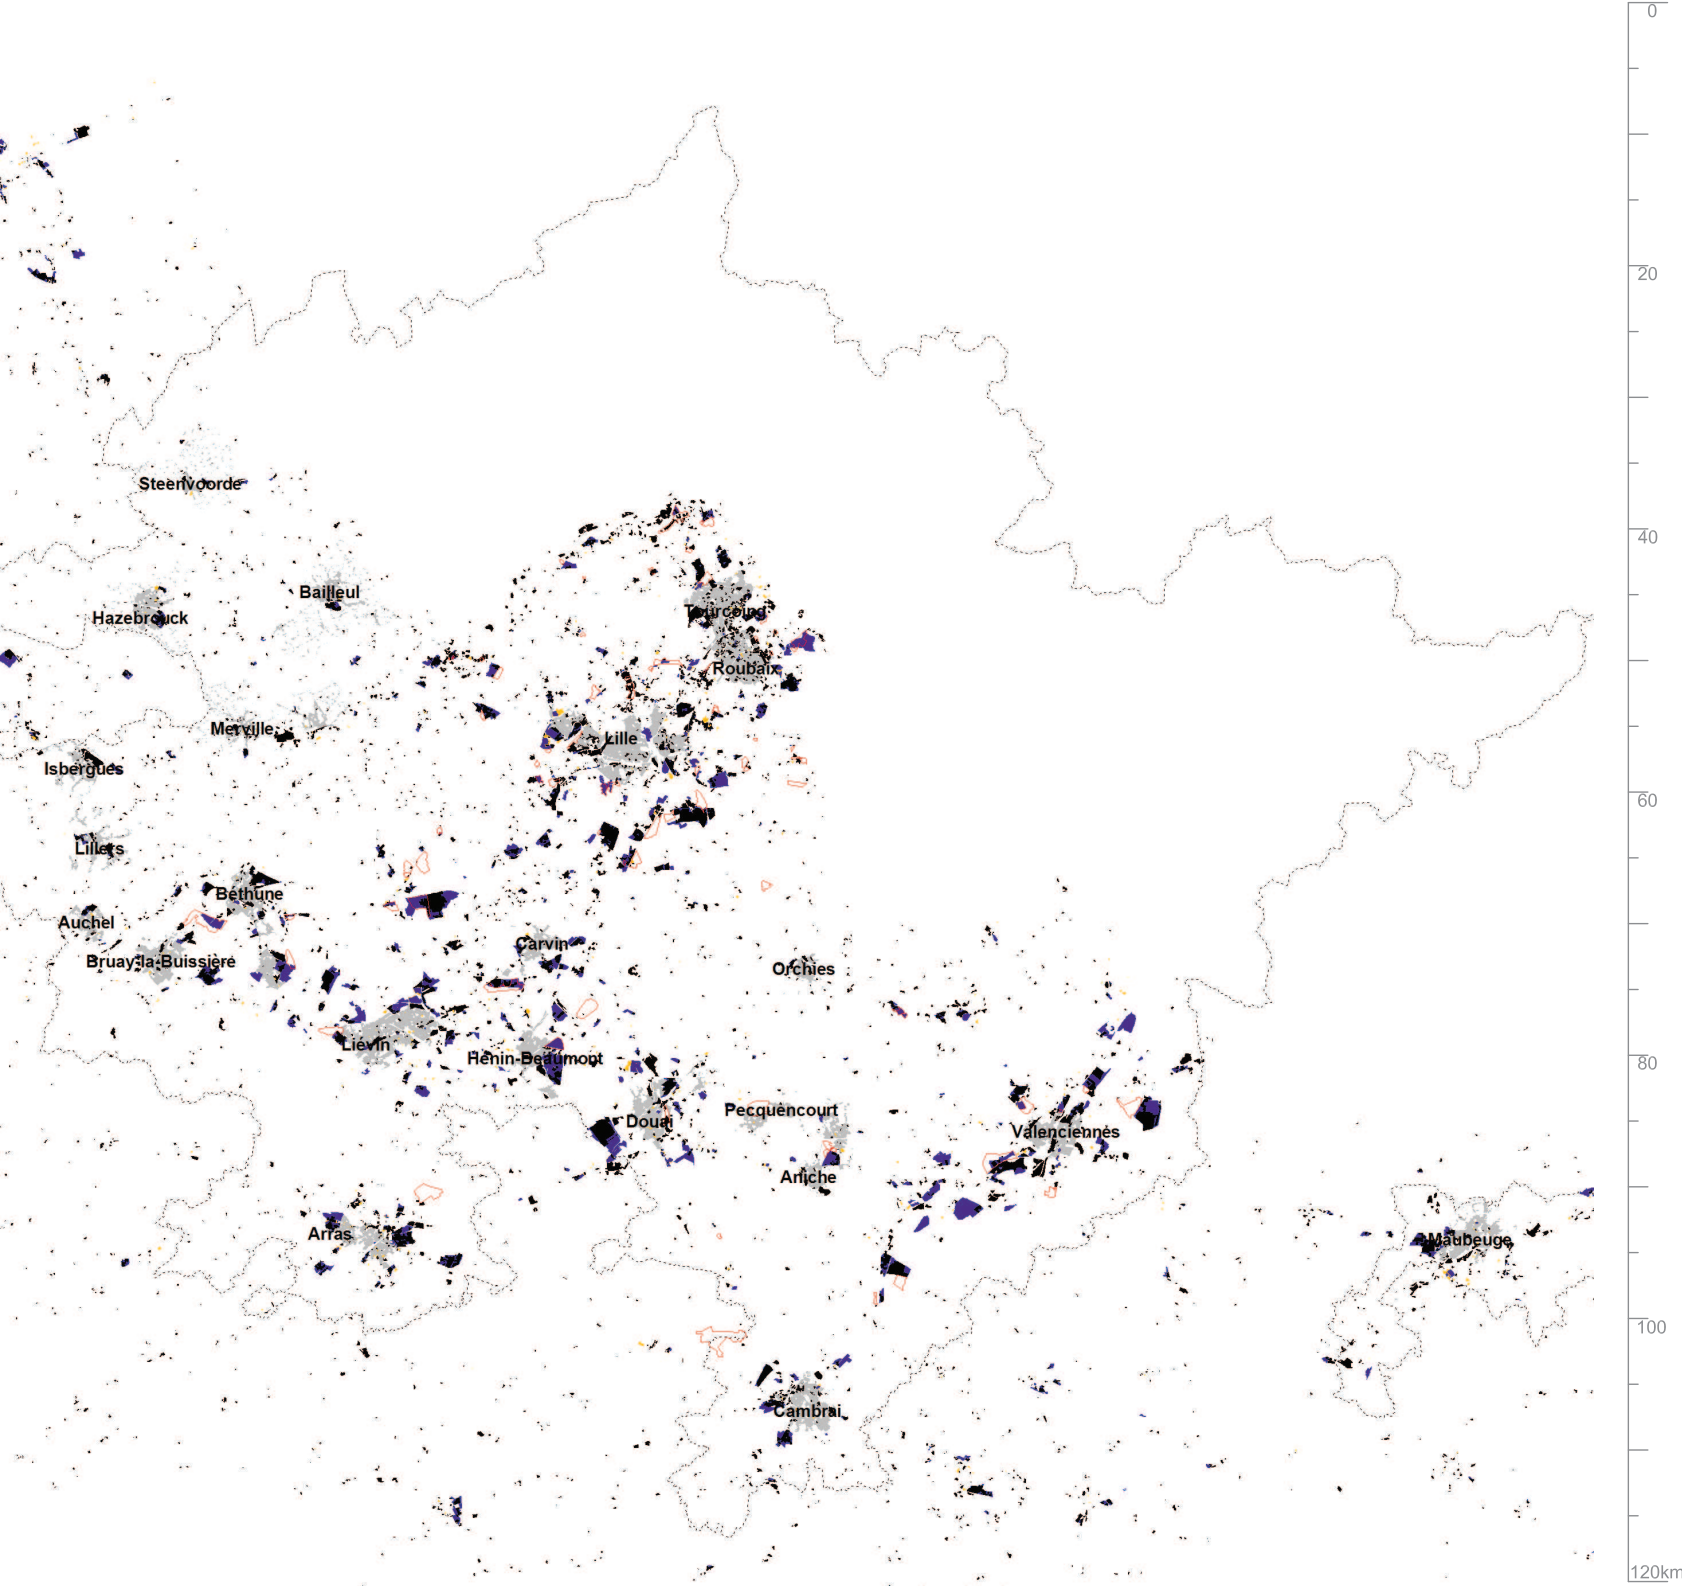 0
20
Steenvoorde
40
Bailleul
Hazebrouck
Tourcoing
Roubaix
Merville
Lille
Isbergues
60
Lillers
Béthune
Auchel
Carvin
Bruay-la-Buissière
Orchies
Liévin
Hénin-Beaumont
80
Pecquencourt
Douai
Valenciennes
Aniche
Arras
Maubeuge
100
Cambrai
120km